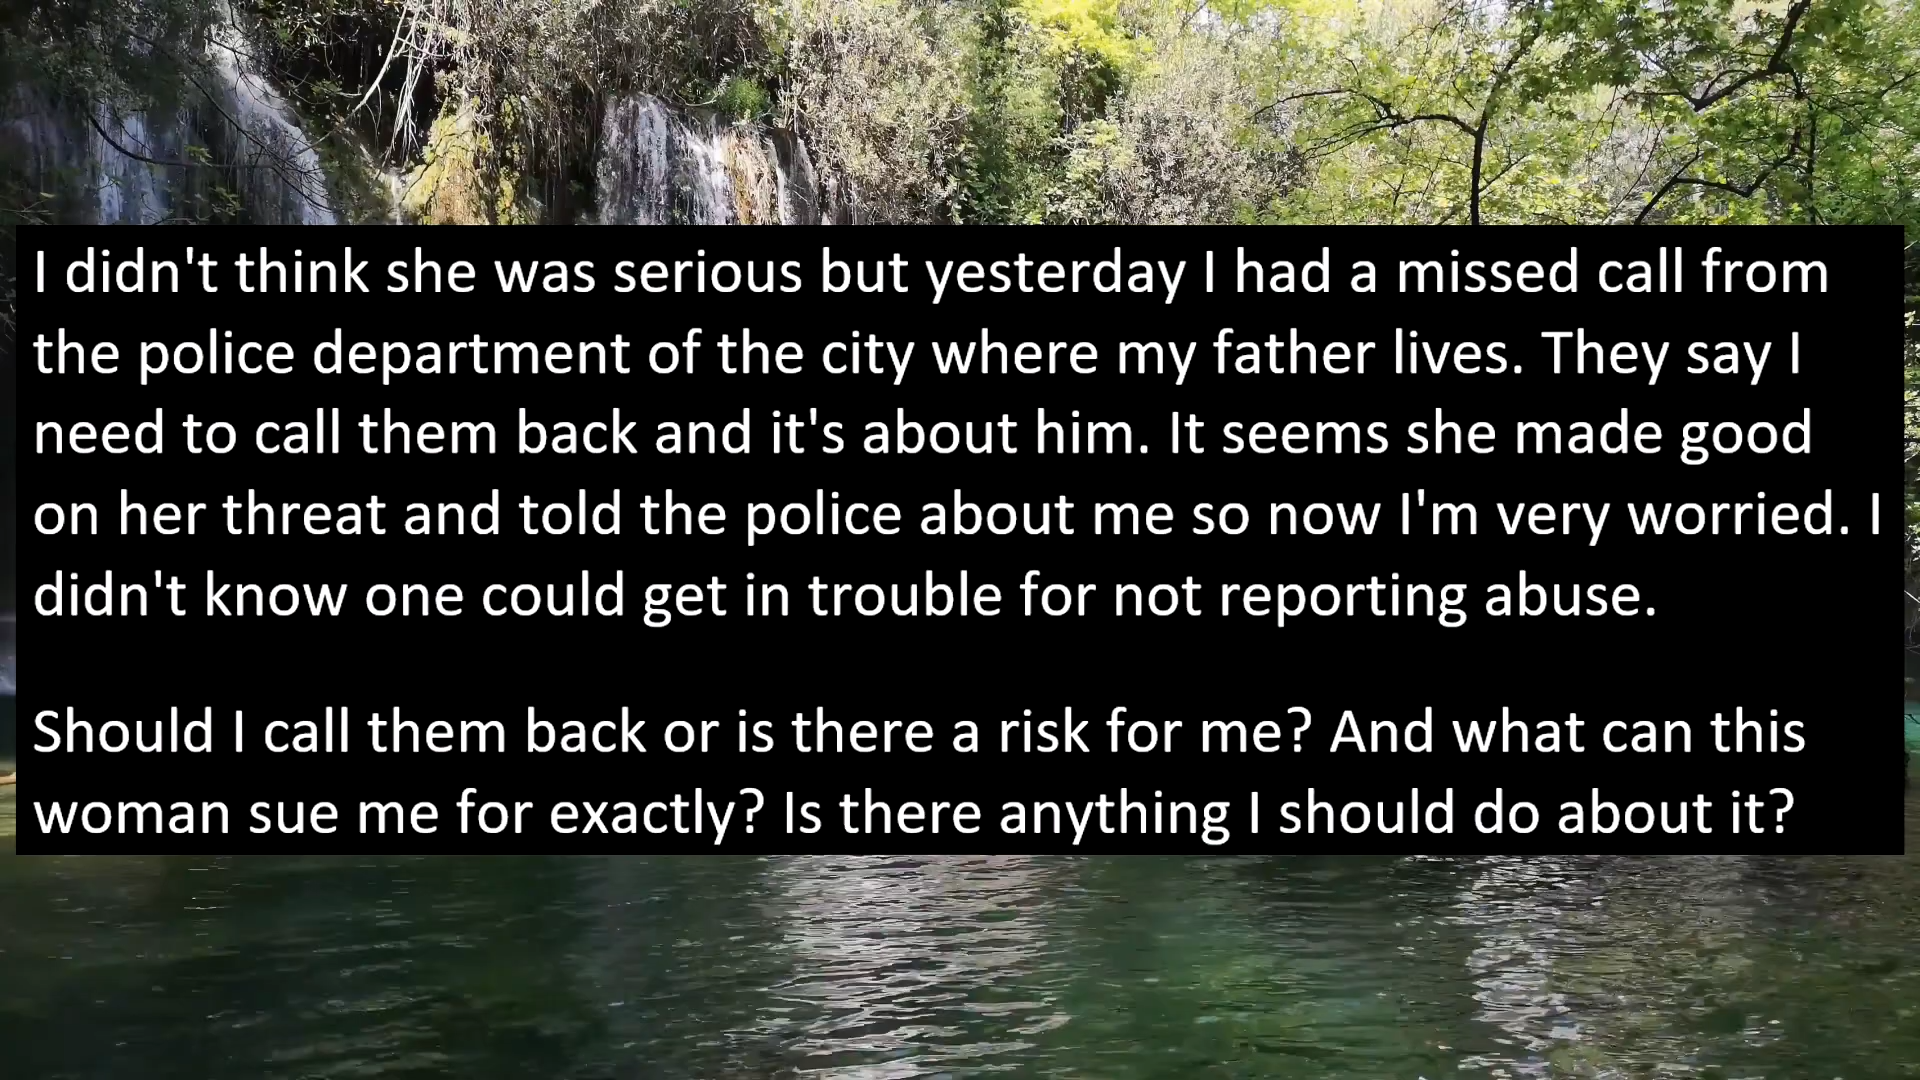 I didn't think she was serious but yesterday I had a missed call from
the police department of the city where my father lives. They say I
need to call them back and it's about him. It seems she made good
on her threat and told the police about me so now I'm very worried. I
didn't know one could get in trouble for not reporting abuse.
Should I call them back or is there a risk for me? And what can this
woman sue me for exactly? Is there anything I should do about it?